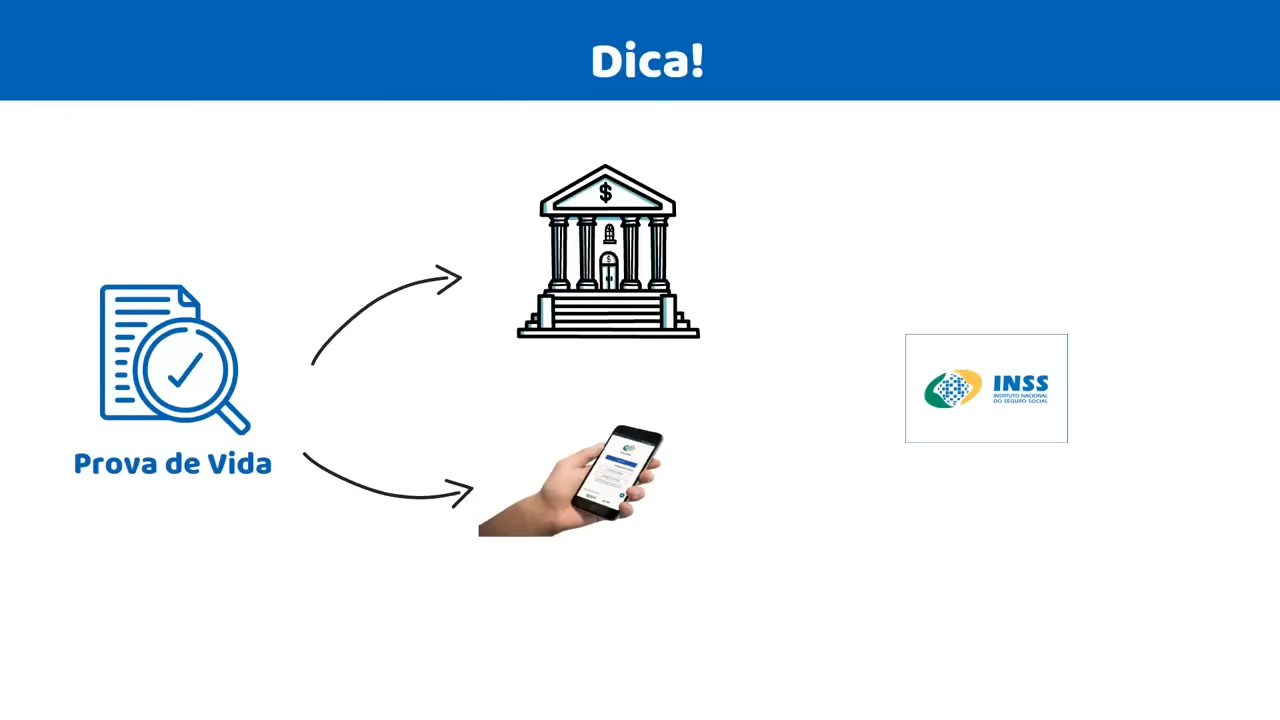 Dica!
$
$
Prova de Vida
INSS
INSTITUTO NACIONAL
DO SEGURO SOCIAL